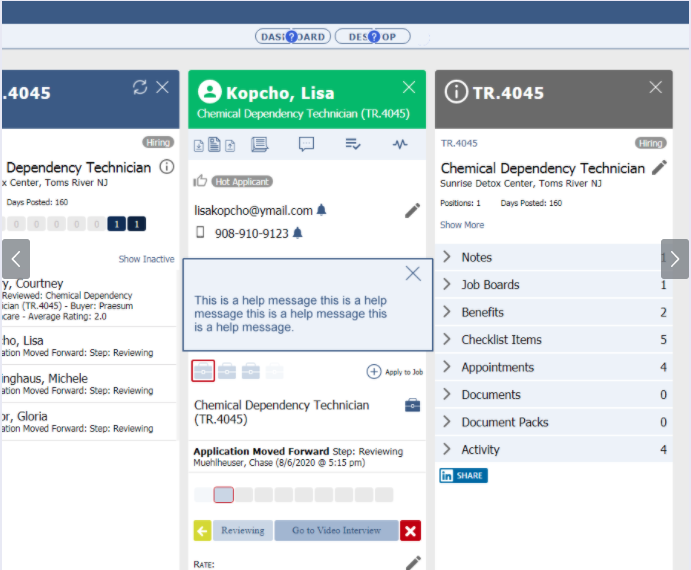 DASHBOARD
DESKTOP
.4045
Hiring
Dependency Technician
x Center, Toms River NJ
Days Posted: 160
0 0 0 0 0 1 1
Show Inactive
y, Courtney
Reviewed: Chemical Dependency
ician (TR.4045) - Buyer: Praesum
care - Average Rating: 2.0
ho, Lisa
ation Moved Forward: Step: Reviewing
inghaus, Michele
ation Moved Forward: Step: Reviewing
or, Gloria
ation Moved Forward: Step: Reviewing
Kopcho, Lisa
Chemical Dependency Technician (TR.4045)
Hot Applicant
lisakopcho@ymail.com
908-910-9123
This is a help message this is a help
message this is a help message this
is a help message.
Apply to Job
Chemical Dependency Technician
(TR.4045)
Application Moved Forward Step: Reviewing
Muehlheuser, Chase (8/6/2020 @ 5:15 pm)
Reviewing
Go to Video Interview
RATE:
TR.4045
TR.4045
Hiring
Chemical Dependency Technician
Sunrise Detox Center, Toms River NJ
Positions: 1 Days Posted: 160
Show More
Notes 1
Job Boards 1
Benefits 2
Checklist Items 5
Appointments 4
Documents 0
Document Packs 0
Activity 4
in SHARE